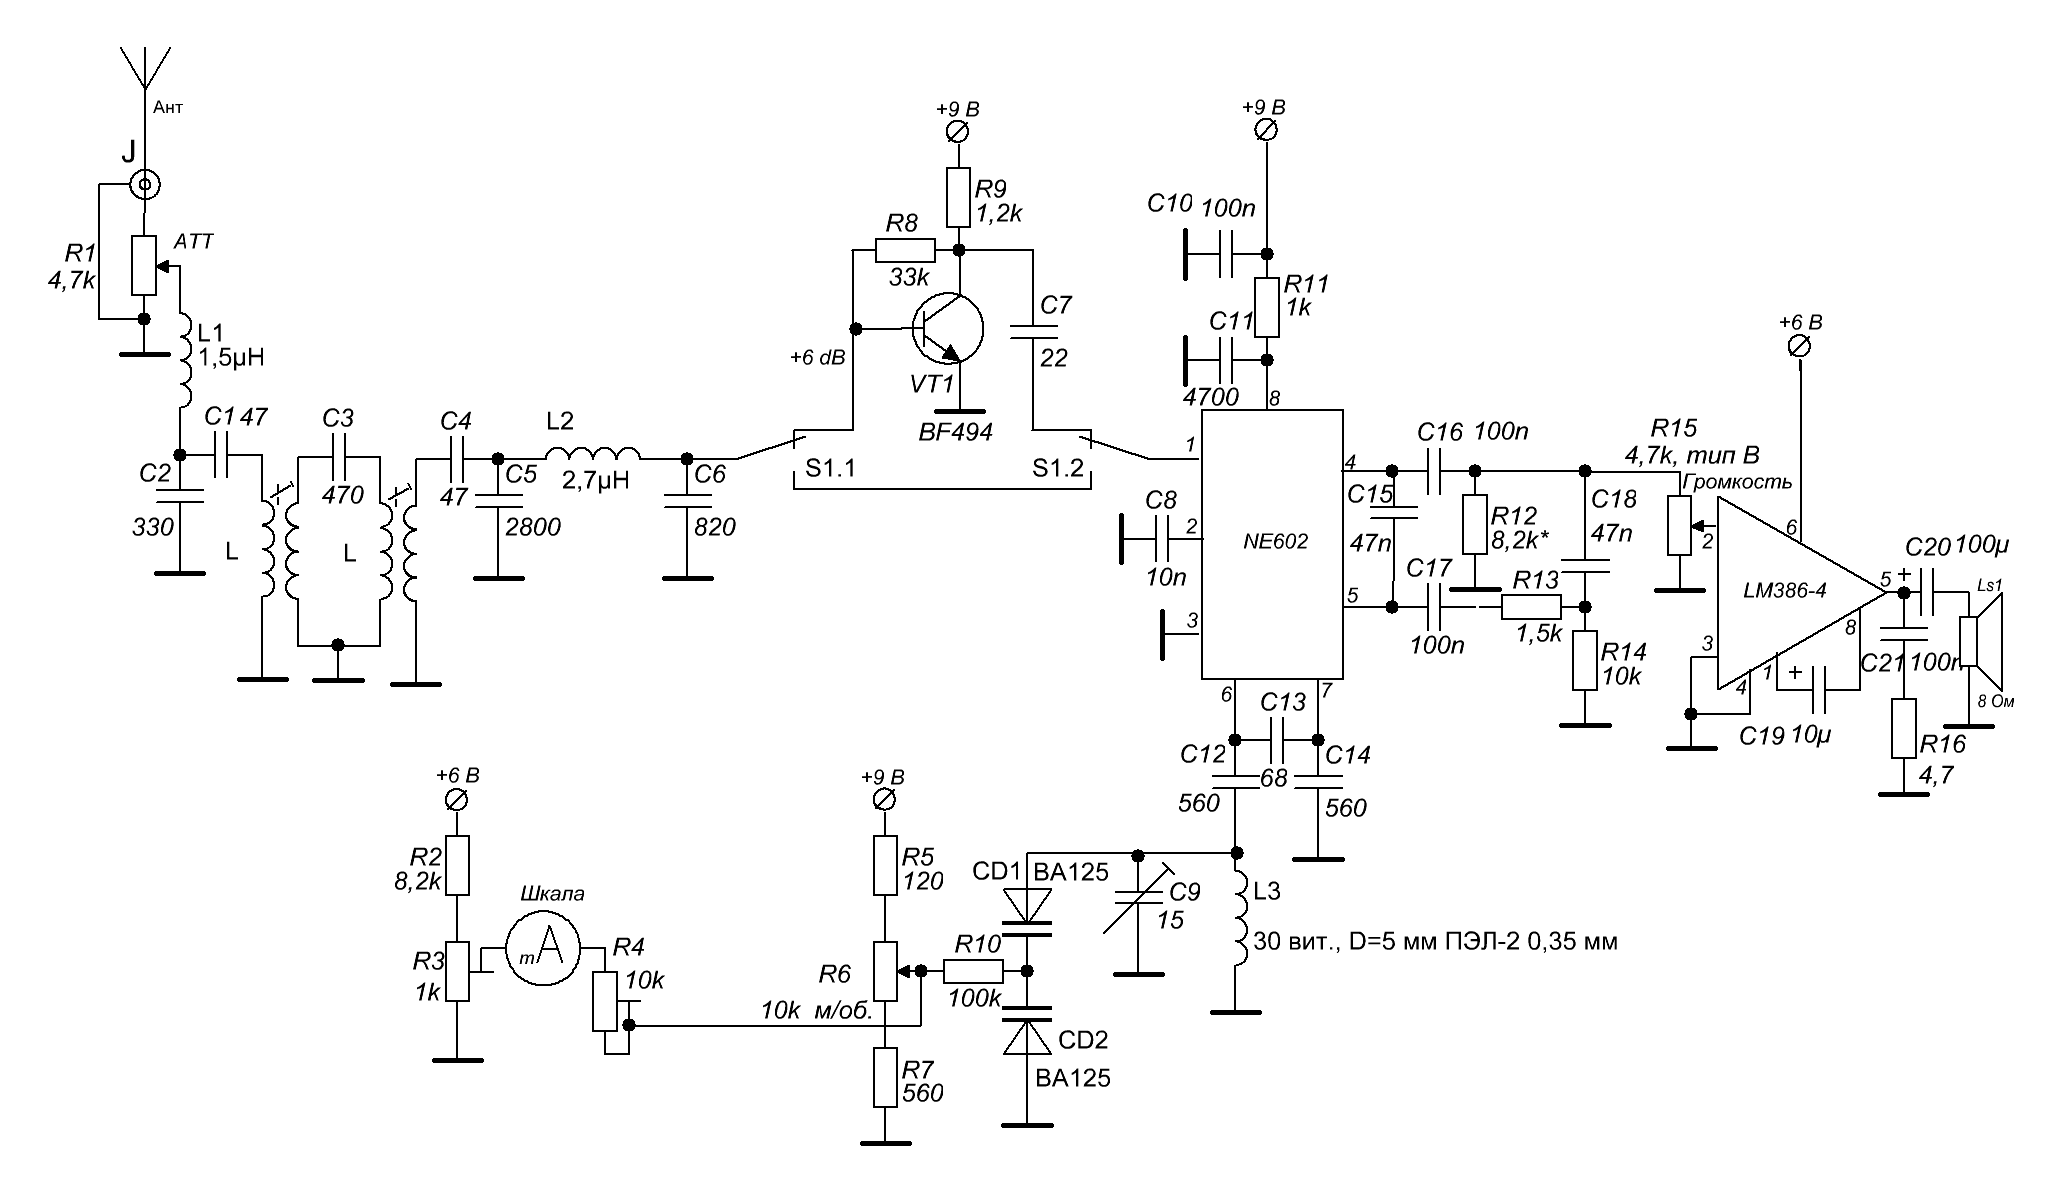 Ант
J
R1
4,7k
ATT
L1
1,5µH
C1 47
C2
330
L
C3
470
L
C4
47
C5
2800
L2
2,7µH
C6
820
+9 В
R9
1,2k
R8
33k
+6 dB
VT1
BF494
C7
22
S1.1
S1.2
+9 В
C10 100n
R11
1k
C11
4700
8
1
2
3
4
5
6
7
NE602
C8
10n
C16 100n
C15
47n
C17
100n
R12
8,2k*
R13
1,5k
C18
47n
R14
10k
R15
4,7k, тип В
Громкость
+6 В
6
2
3
4
1
8
5
LM386-4
C19 10µ
+
C20 100µ
+
C21 100n
R16
4,7
Ls1
8 Ом
C13
68
C12
560
C14
560
+6 В
R2
8,2k
R3
1k
Шкала
mA
R4
10k
+9 В
R5
120
R6
10k м/об.
R7
560
R10
100k
CD1 BA125
CD2
BA125
C9
15
L3
30 вит., D=5 мм ПЭЛ-2 0,35 мм